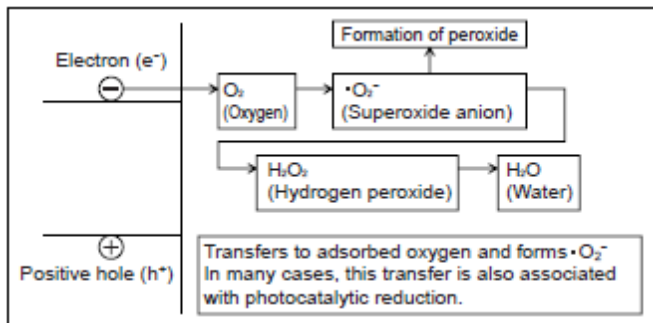 Formation of peroxide
Electron (e⁻)
⊖
O₂
(Oxygen)
·O₂⁻
(Superoxide anion)
H₂O₂
(Hydrogen peroxide)
H₂O
(Water)
⊕
Positive hole (h⁺)
Transfers to adsorbed oxygen and forms·O₂⁻
In many cases, this transfer is also associated
with photocatalytic reduction.